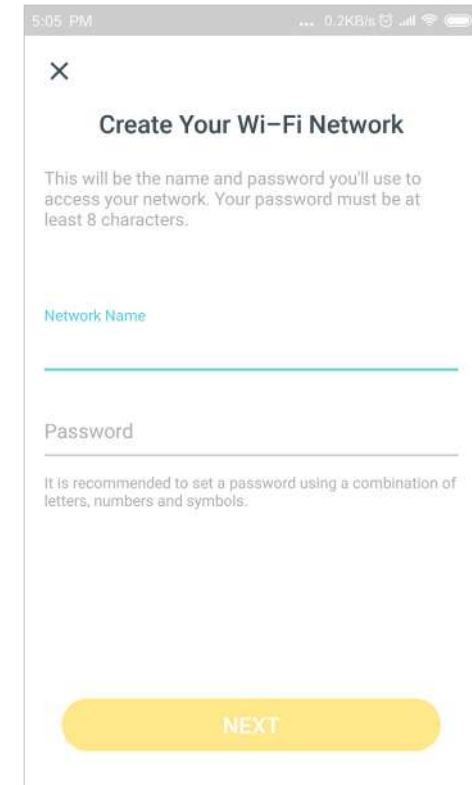 5:05 PM ... 0.2KB/s
Create Your Wi-Fi Network
This will be the name and password you'll use to
access your network. Your password must be at
least 8 characters.
Network Name
Password
It is recommended to set a password using a combination of
letters, numbers and symbols.
NEXT